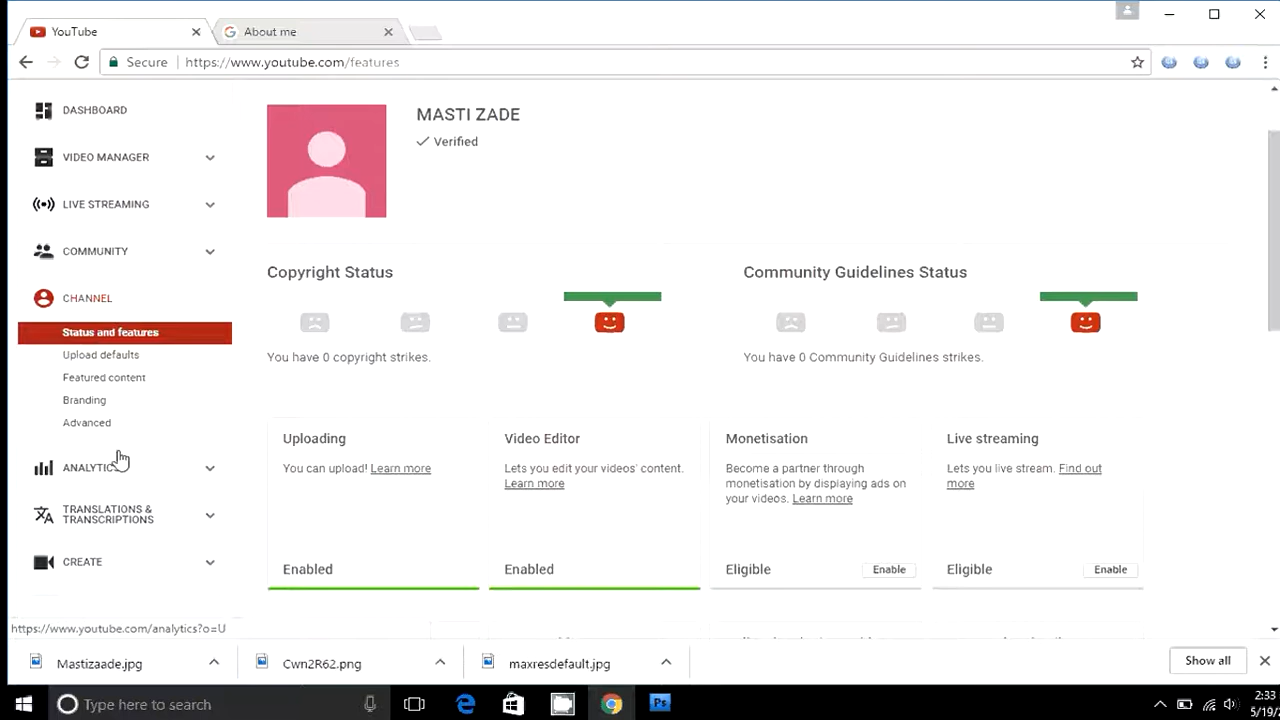 YouTube
About me
Secure https://www.youtube.com/features
DASHBOARD
VIDEO MANAGER
LIVE STREAMING
COMMUNITY
CHANNEL
Status and features
Upload defaults
Featured content
Branding
Advanced
ANALYTIC
TRANSLATIONS &
TRANSCRIPTIONS
CREATE
https://www.youtube.com/analytics?o=U
MASTI ZADE
Verified
Copyright Status
You have 0 copyright strikes.
Community Guidelines Status
You have 0 Community Guidelines strikes.
Uploading
You can upload! Learn more
Enabled
Video Editor
Lets you edit your videos' content.
Learn more
Enabled
Monetisation
Become a partner through
monetisation by displaying ads on
your videos. Learn more
Eligible Enable
Live streaming
Lets you live stream. Find out
more
Eligible Enable
Mastizaade.jpg
Cwn2R62.png
maxresdefault.jpg
Show all
Type here to search
Ps
2:33
5/19/2